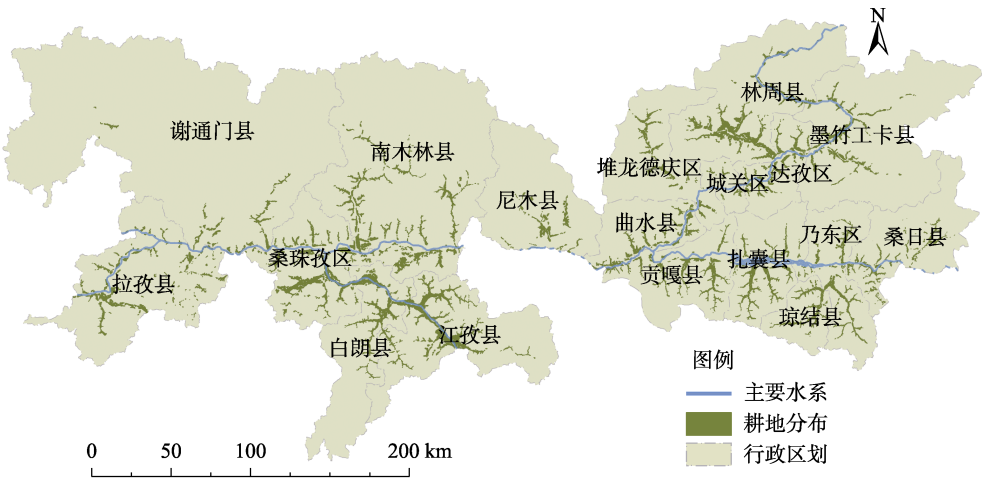 N
林周县
谢通门县
南木林县
墨竹工卡县
堆龙德庆区
达孜区
城关区
尼木县
曲水县
乃东区
桑日县
桑珠孜区
扎囊县
贡嘎县
拉孜县
琼结县
江孜县
白朗县
图例
主要水系
耕地分布
行政区划
0 50 100 200 km